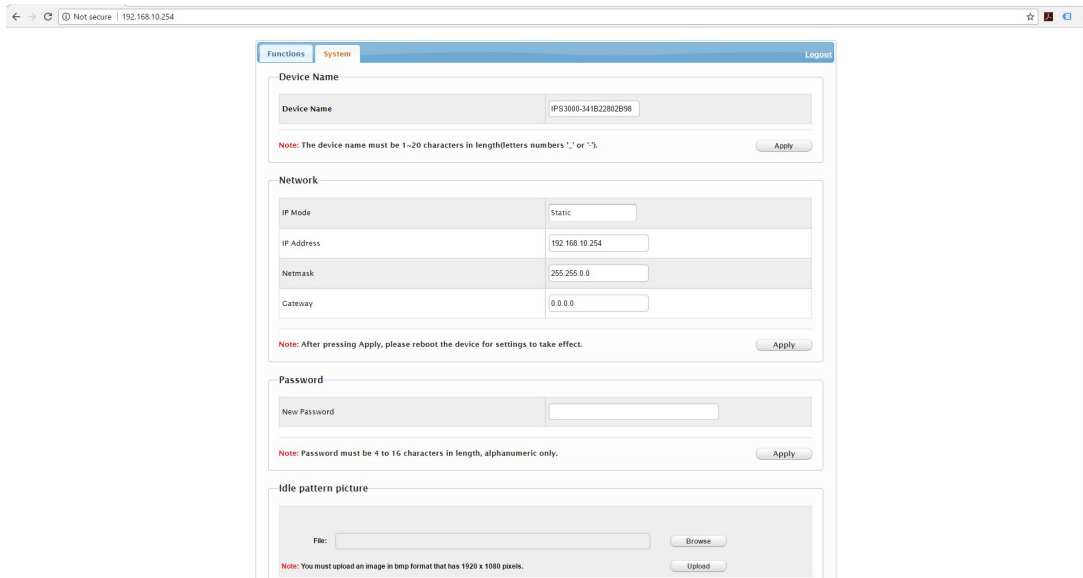 Not secure | 192.168.10.254
Functions System Logout
Device Name
Device Name IPS3000-341B22802B98
Note: The device name must be 1~20 characters in length(letters numbers '_' or '-'). Apply
Network
IP Mode Static
IP Address 192.168.10.254
Netmask 255.255.0.0
Gateway 0.0.0.0
Note: After pressing Apply, please reboot the device for settings to take effect. Apply
Password
New Password
Note: Password must be 4 to 16 characters in length, alphanumeric only. Apply
Idle pattern picture
File: Browse
Note: You must upload an image in bmp format that has 1920 x 1080 pixels. Upload